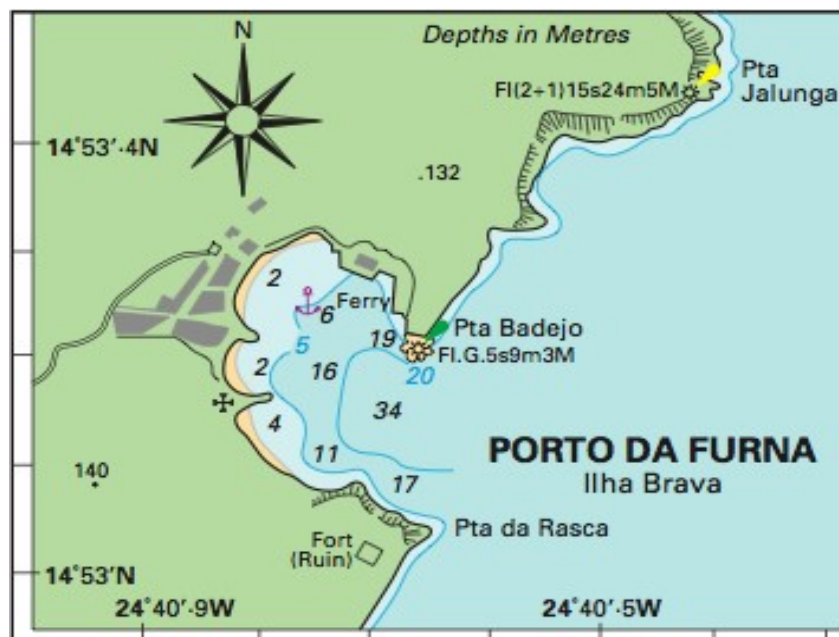 N
Depths in Metres
Pta
Jalunga
Fl(2+1)15s24m5M
14°53'·4N
.132
2
6
Ferry
5
19
Pta Badejo
Fl.G.5s9m3M
2
16
20
34
4
11
PORTO DA FURNA
Ilha Brava
17
140
Pta da Rasca
Fort
(Ruin)
14°53'N
24°40'·9W
24°40'·5W